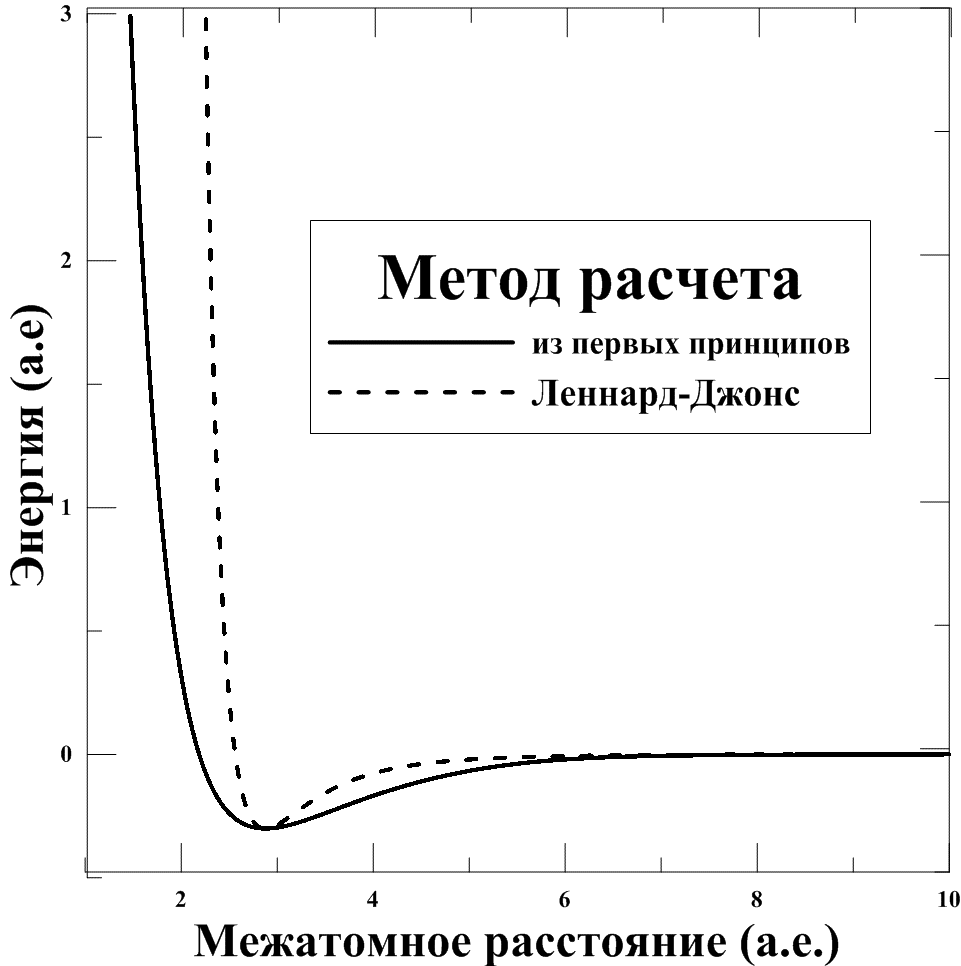 3
2
1
0
Энергия (а.е)
Метод расчета
из первых принципов
Леннард-Джонс
2
4
6
8
10
Межатомное расстояние (а.е.)